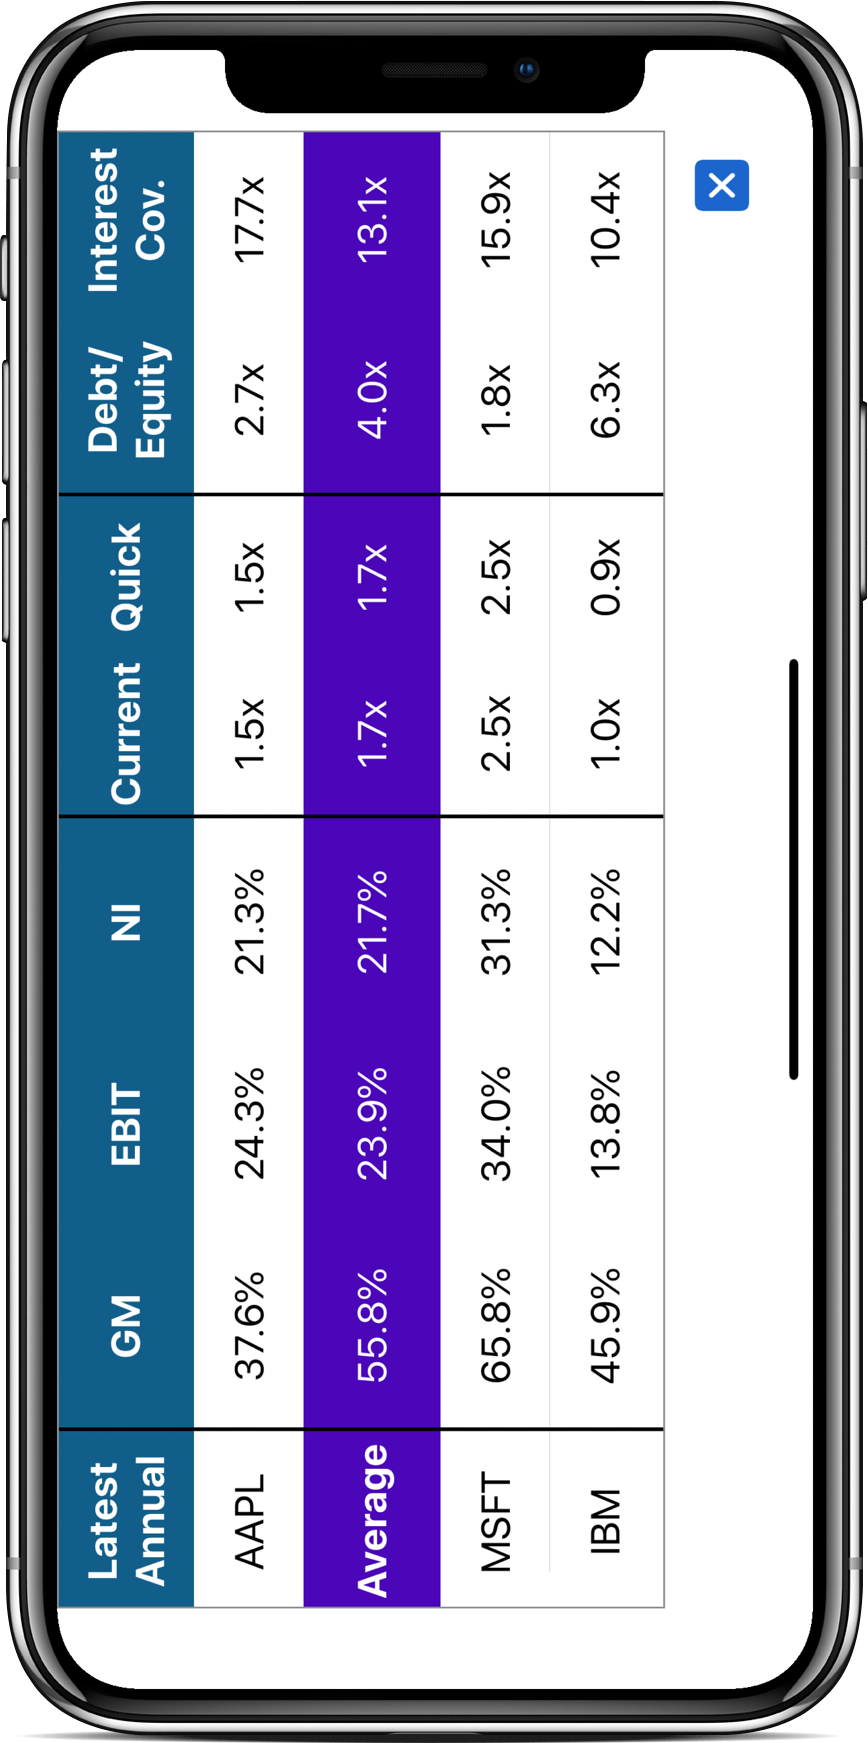 Latest Annual GM EBIT NI Current Quick Debt/ Equity Interest Cov.
AAPL 37.6% 24.3% 21.3% 1.5x 1.5x 2.7x 17.7x
Average 55.8% 23.9% 21.7% 1.7x 1.7x 4.0x 13.1x
MSFT 65.8% 34.0% 31.3% 2.5x 2.5x 1.8x 15.9x
IBM 45.9% 13.8% 12.2% 1.0x 0.9x 6.3x 10.4x